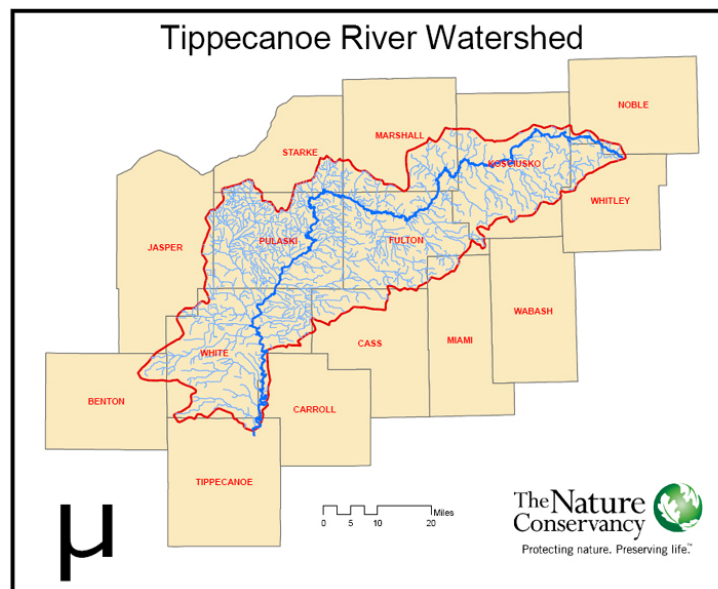 Tippecanoe River Watershed
NOBLE
MARSHALL
STARKE
KOSCIUSKO
WHITLEY
JASPER
PULASKI
FULTON
WABASH
WHITE
CASS
MIAMI
BENTON
CARROLL
TIPPECANOE
μ
0 5 10 20 Miles
The Nature
Conservancy
Protecting nature. Preserving life.™